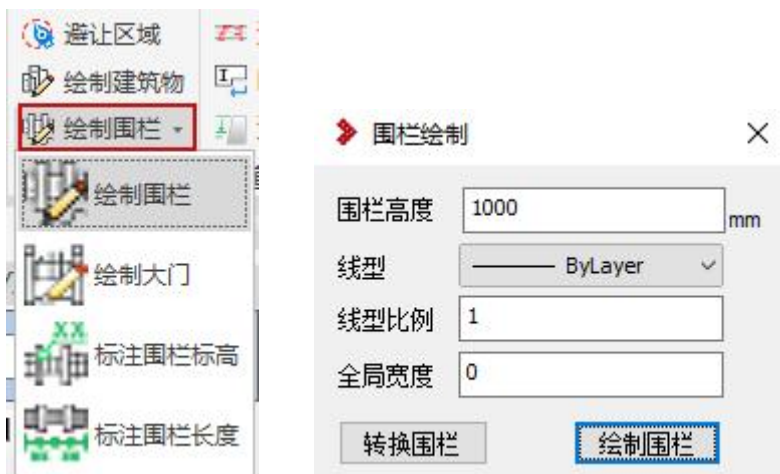 避让区域
绘制建筑物
绘制围栏
绘制围栏
绘制大门
标注围栏标高
标注围栏长度
围栏绘制
围栏高度 1000 mm
线型 ByLayer
线型比例 1
全局宽度 0
转换围栏 绘制围栏